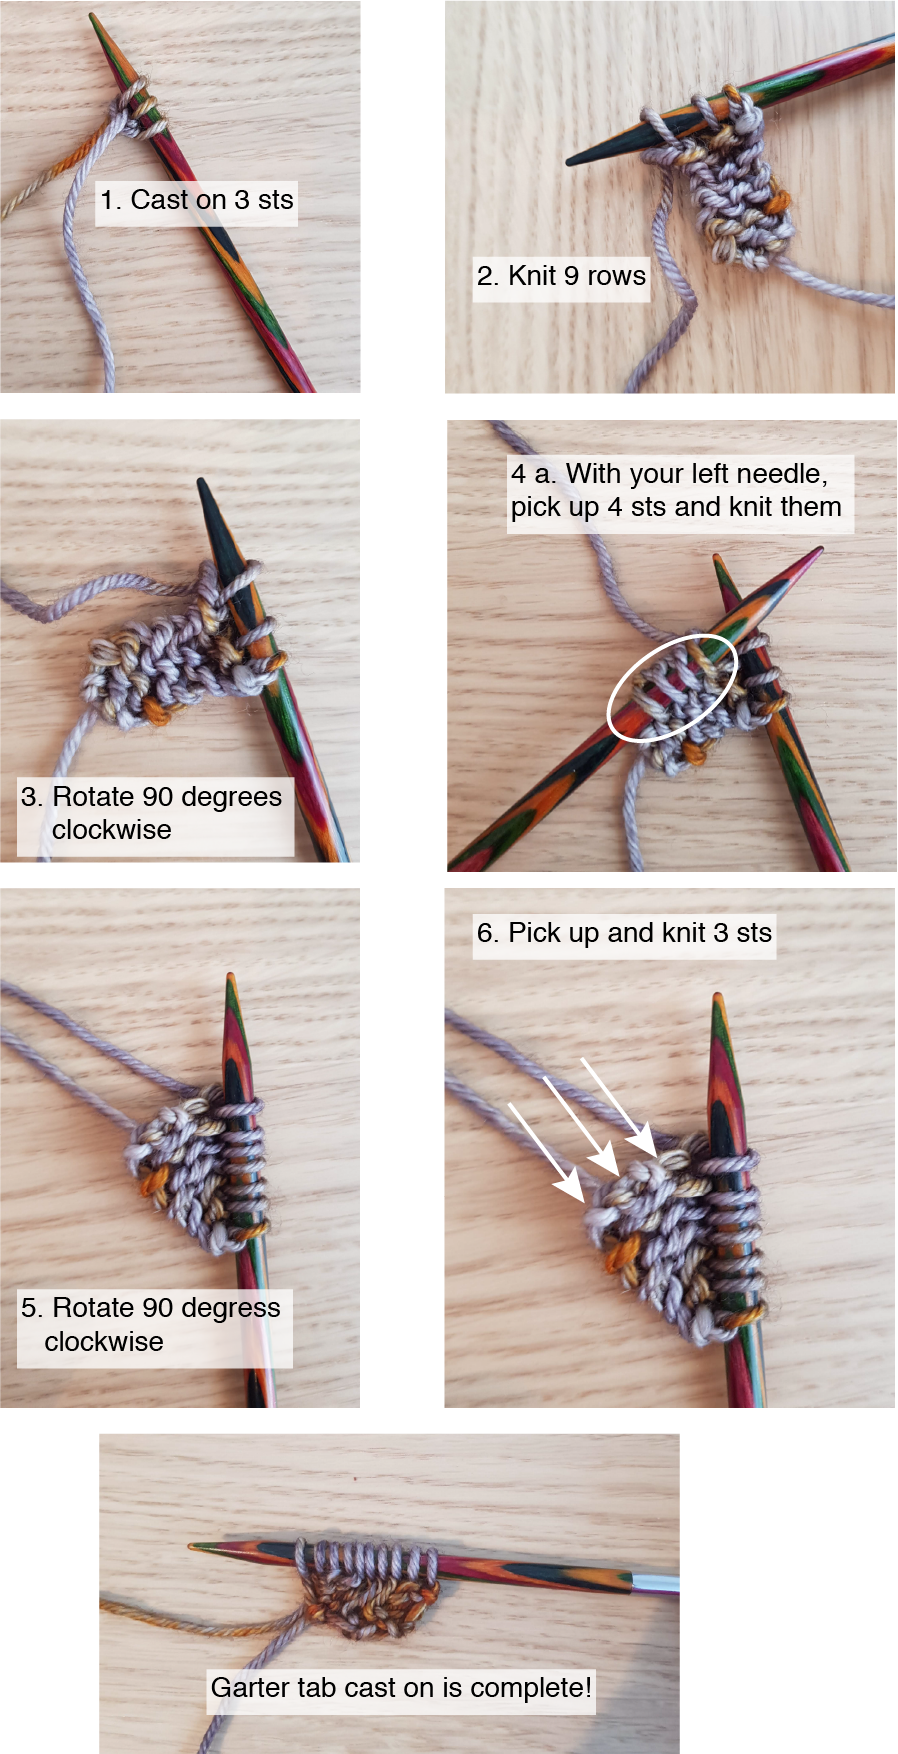 1. Cast on 3 sts
2. Knit 9 rows
3. Rotate 90 degrees
clockwise
4 a. With your left needle,
pick up 4 sts and knit them
5. Rotate 90 degress
clockwise
6. Pick up and knit 3 sts
Garter tab cast on is complete!